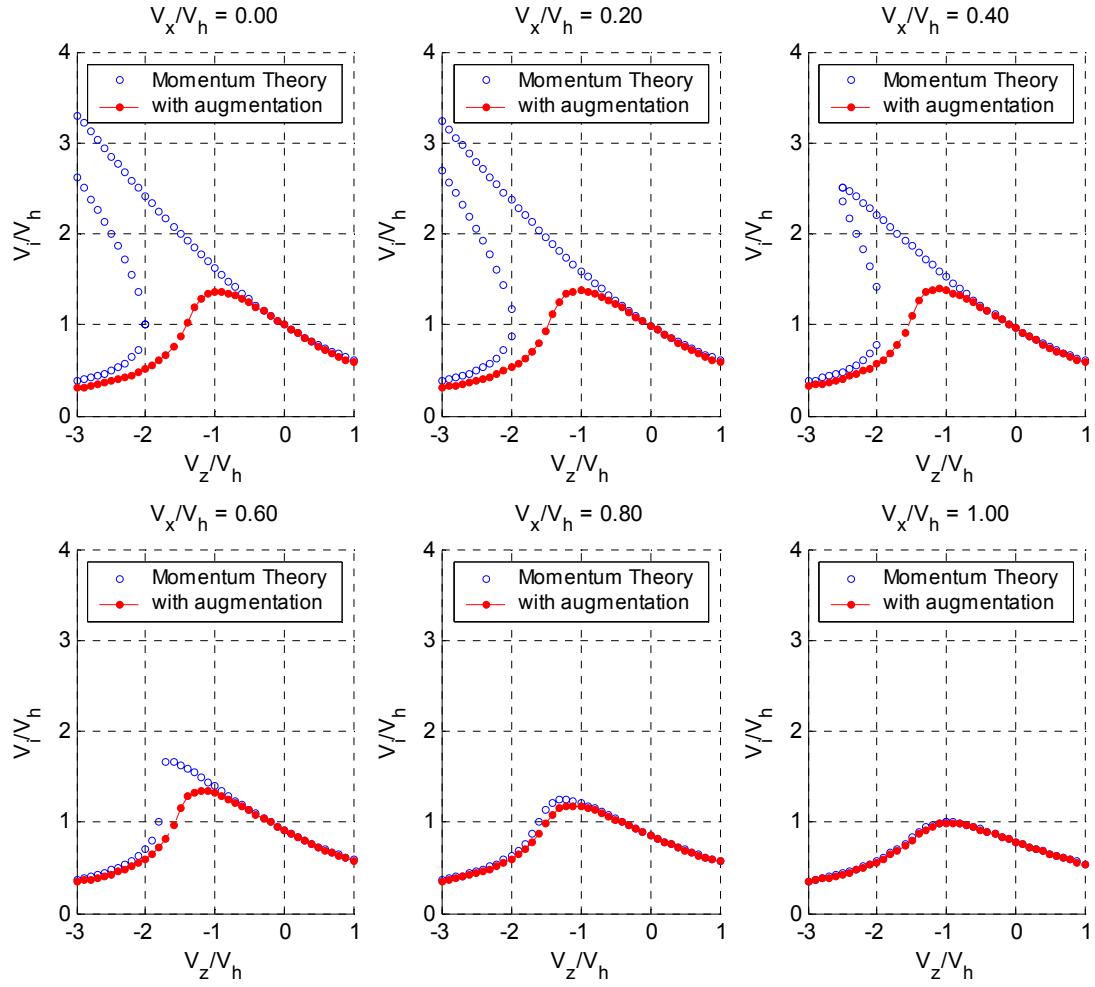 V_x/V_h = 0.00
V_x/V_h = 0.20
V_x/V_h = 0.40
4
3
2
1
0
V_i/V_h
Momentum Theory
with augmentation
-3 -2 -1 0 1
V_z/V_h
4
3
2
1
0
V_i/V_h
Momentum Theory
with augmentation
-3 -2 -1 0 1
V_z/V_h
4
3
2
1
0
V_i/V_h
Momentum Theory
with augmentation
-3 -2 -1 0 1
V_z/V_h
V_x/V_h = 0.60
V_x/V_h = 0.80
V_x/V_h = 1.00
4
3
2
1
0
V_i/V_h
Momentum Theory
with augmentation
-3 -2 -1 0 1
V_z/V_h
4
3
2
1
0
V_i/V_h
Momentum Theory
with augmentation
-3 -2 -1 0 1
V_z/V_h
4
3
2
1
0
V_i/V_h
Momentum Theory
with augmentation
-3 -2 -1 0 1
V_z/V_h